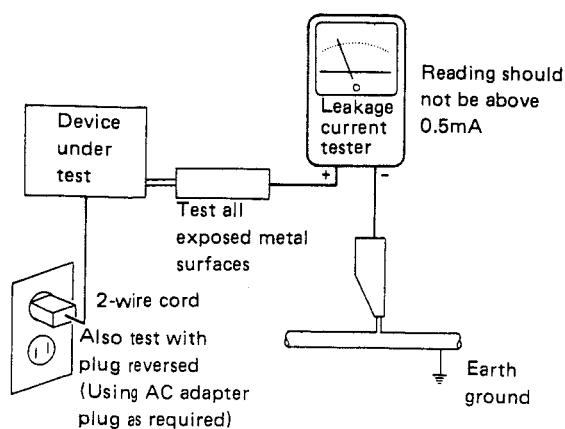 Device
under
test
Leakage
current
tester
+
-
Reading should
not be above
0.5mA
Test all
exposed metal
surfaces
2-wire cord
Also test with
plug reversed
(Using AC adapter
plug as required)
Earth
ground